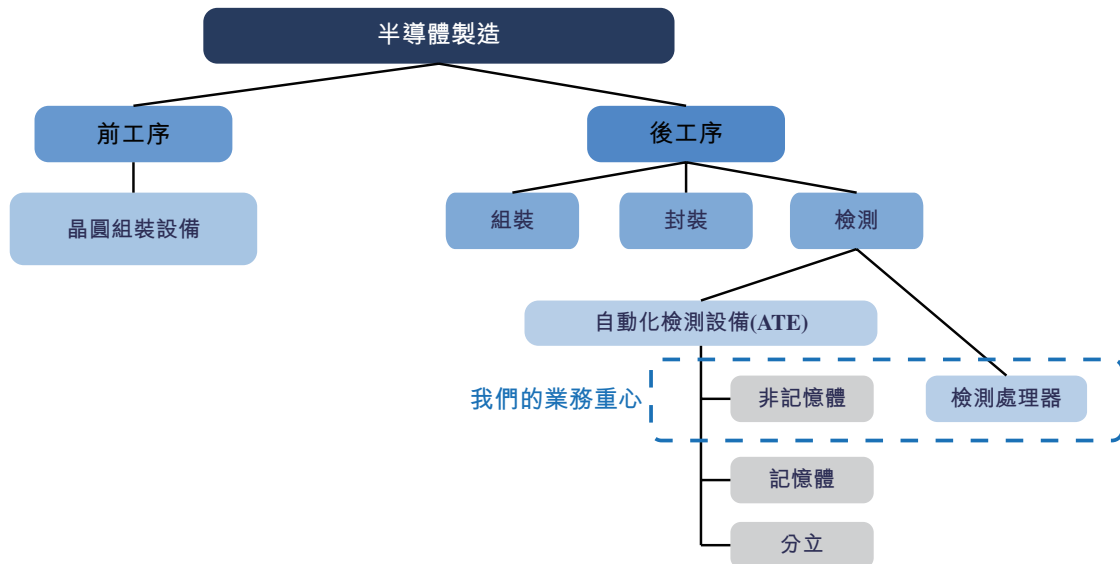 半導體製造
前工序
後工序
晶圓組裝設備
組裝
封裝
檢測
自動化檢測設備(ATE)
我們的業務重心
非記憶體
檢測處理器
記憶體
分立